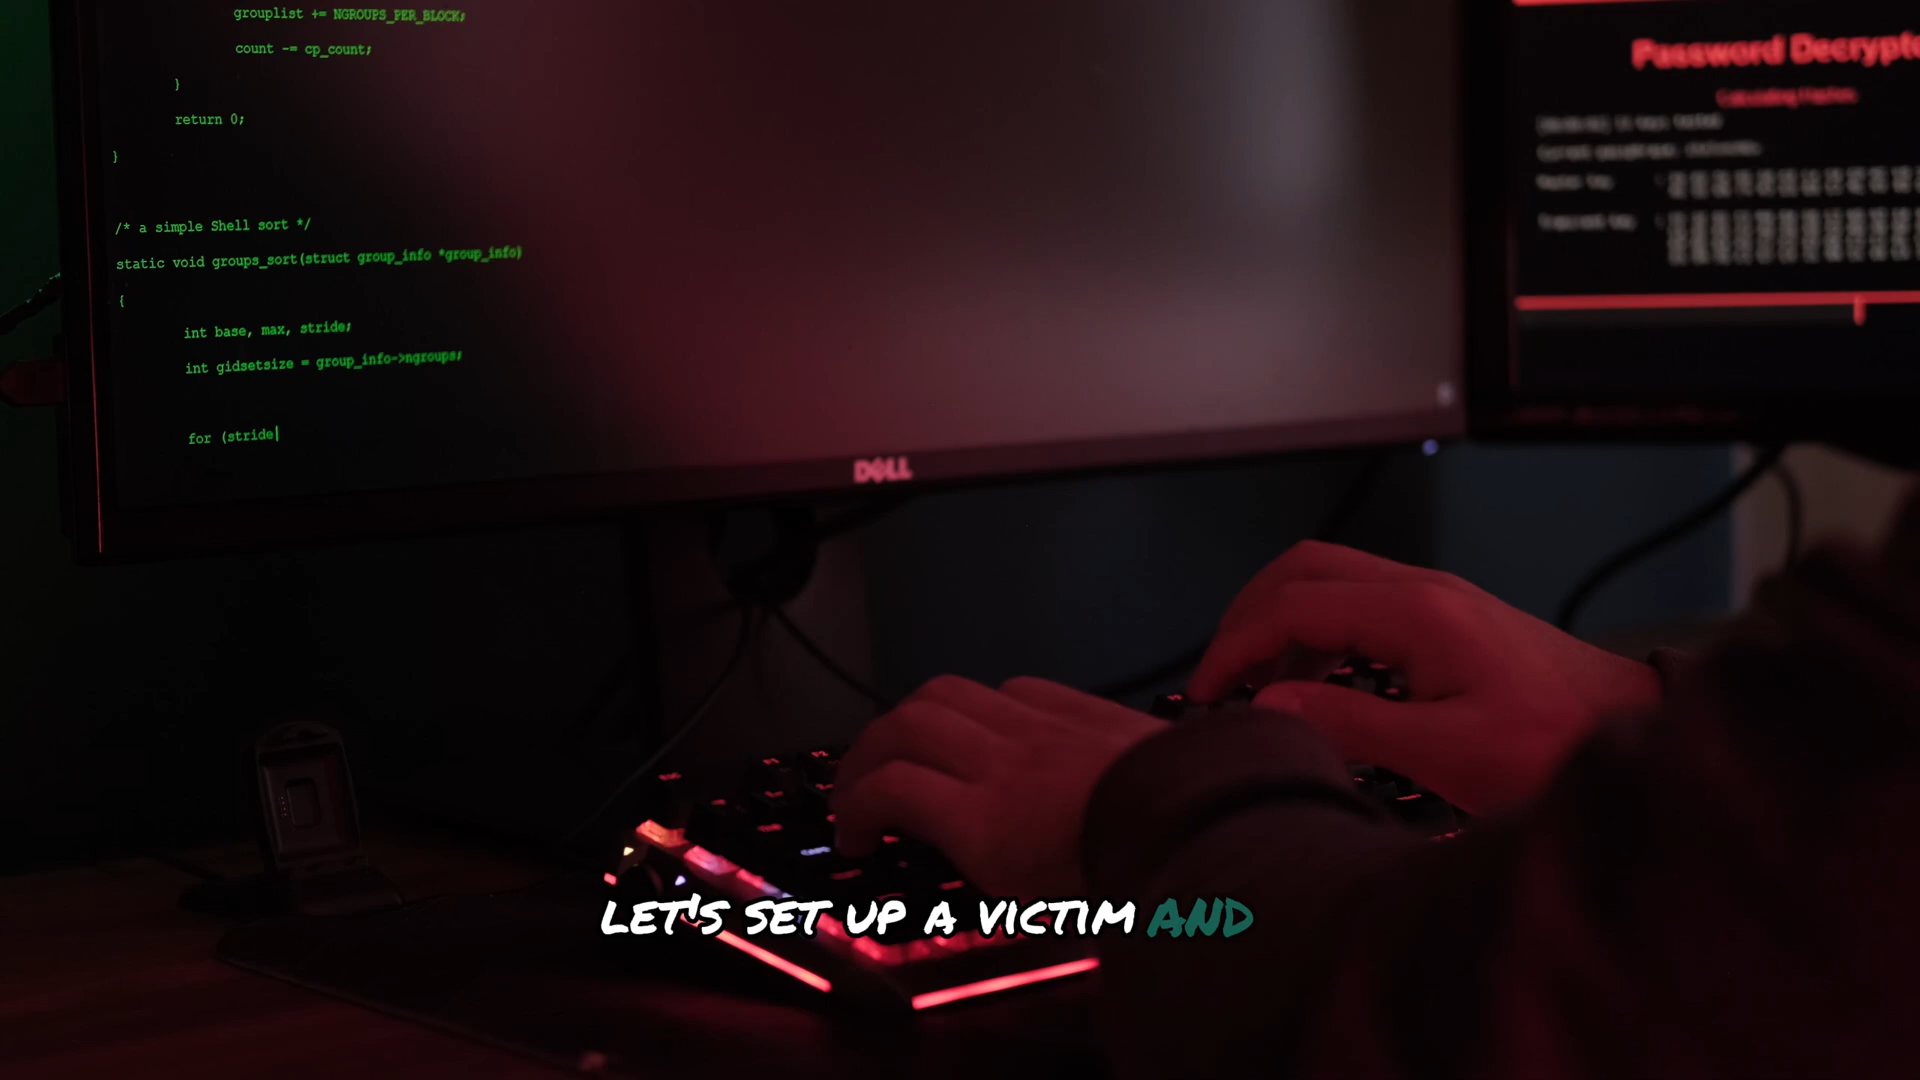 grouplist += NGROUPS_PER_BLOCK;
count -= cp_count;
}
return 0;
}
/* a simple Shell sort */
static void groups_sort(struct group_info *group_info)
{
int base, max, stride;
int gidsetsize = group_info->ngroups;
for (stride
DELL
Password Decrypto
LET'S SET UP A VICTIM AND